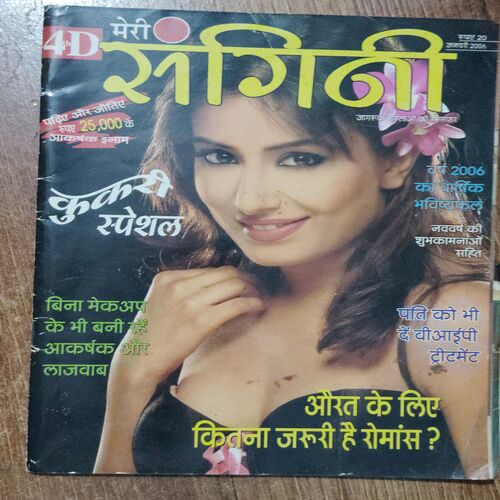 4thD
मेरी
संगिनी
रुपए 20
जनवरी 2006
पढ़िए और जीतिए
रुपए 25,000 के
आकर्षक इनाम
कुकरी
स्पेशल
वर्ष 2006
का वार्षिक
भविष्यफल
नववर्ष की
शुभकामनाओं
सहित
बिना मेकअप
के भी बनी रहें
आकर्षक और
लाजवाब
पति को भी
दें वीआईपी
ट्रीटमेंट
औरत के लिए
कितना जरूरी है रोमांस ?